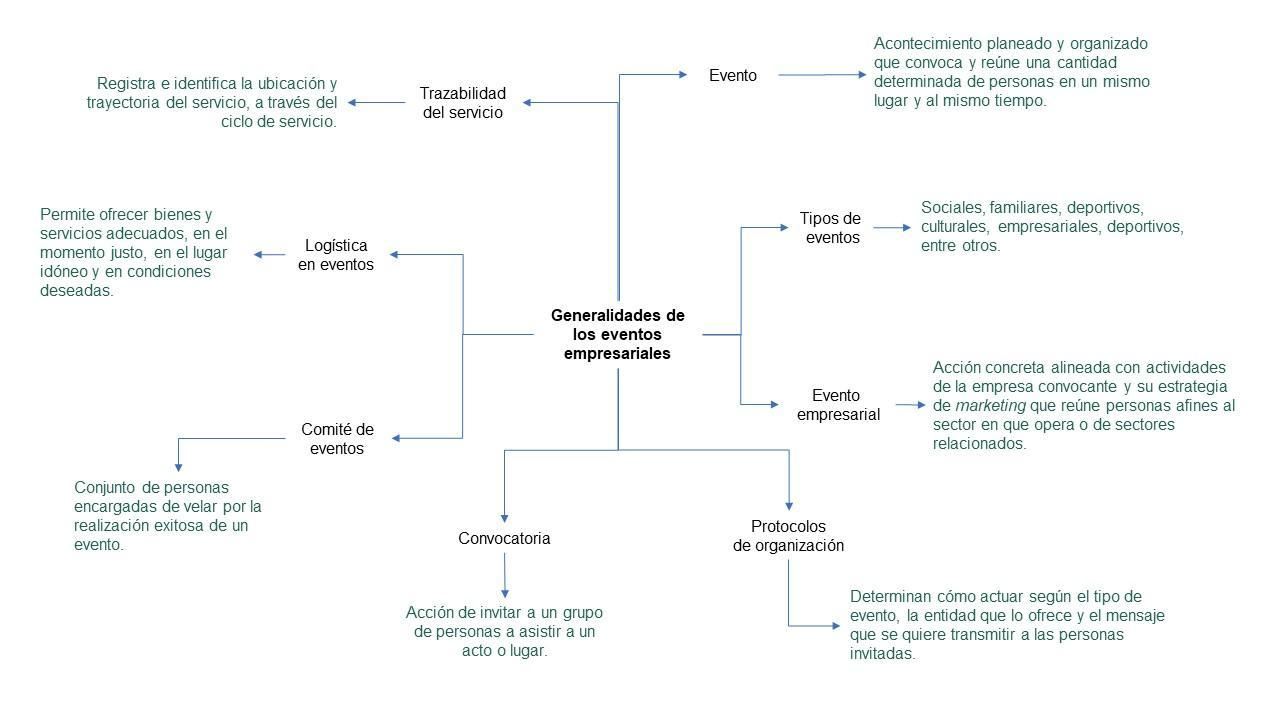 Generalidades de
los eventos
empresariales
Evento
Acontecimiento planeado y organizado
que convoca y reúne una cantidad
determinada de personas en un mismo
lugar y al mismo tiempo.
Tipos de
eventos
Sociales, familiares, deportivos,
culturales, empresariales, deportivos,
entre otros.
Evento
empresarial
Acción concreta alineada con actividades
de la empresa convocante y su estrategia
de marketing que reúne personas afines al
sector en que opera o de sectores
relacionados.
Protocolos
de organización
Determinan cómo actuar según el tipo de
evento, la entidad que lo ofrece y el mensaje
que se quiere transmitir a las personas
invitadas.
Convocatoria
Acción de invitar a un grupo
de personas a asistir a un
acto o lugar.
Comité de
eventos
Conjunto de personas
encargadas de velar por la
realización exitosa de un
evento.
Logística
en eventos
Permite ofrecer bienes y
servicios adecuados, en el
momento justo, en el lugar
idóneo y en condiciones
deseadas.
Trazabilidad
del servicio
Registra e identifica la ubicación y
trayectoria del servicio, a través del
ciclo de servicio.